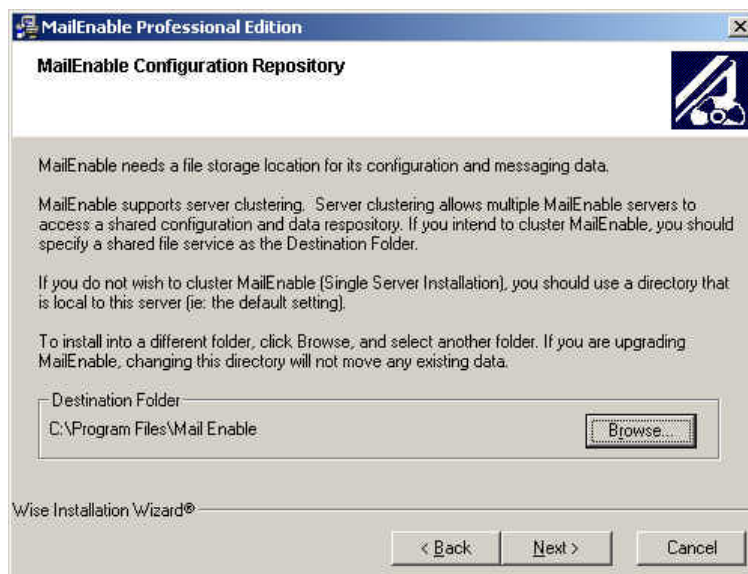 MailEnable Professional Edition
MailEnable Configuration Repository
MailEnable needs a file storage location for its configuration and messaging data.
MailEnable supports server clustering.  Server clustering allows multiple MailEnable servers to
access a shared configuration and data respository. If you intend to cluster MailEnable, you should
specify a shared file service as the Destination Folder.
If you do not wish to cluster MailEnable (Single Server Installation), you should use a directory that
is local to this server (ie: the default setting).
To install into a different folder, click Browse, and select another folder. If you are upgrading
MailEnable, changing this directory will not move any existing data.
Destination Folder
C:\Program Files\Mail Enable
Browse...
Wise Installation Wizard®
< Back
Next >
Cancel